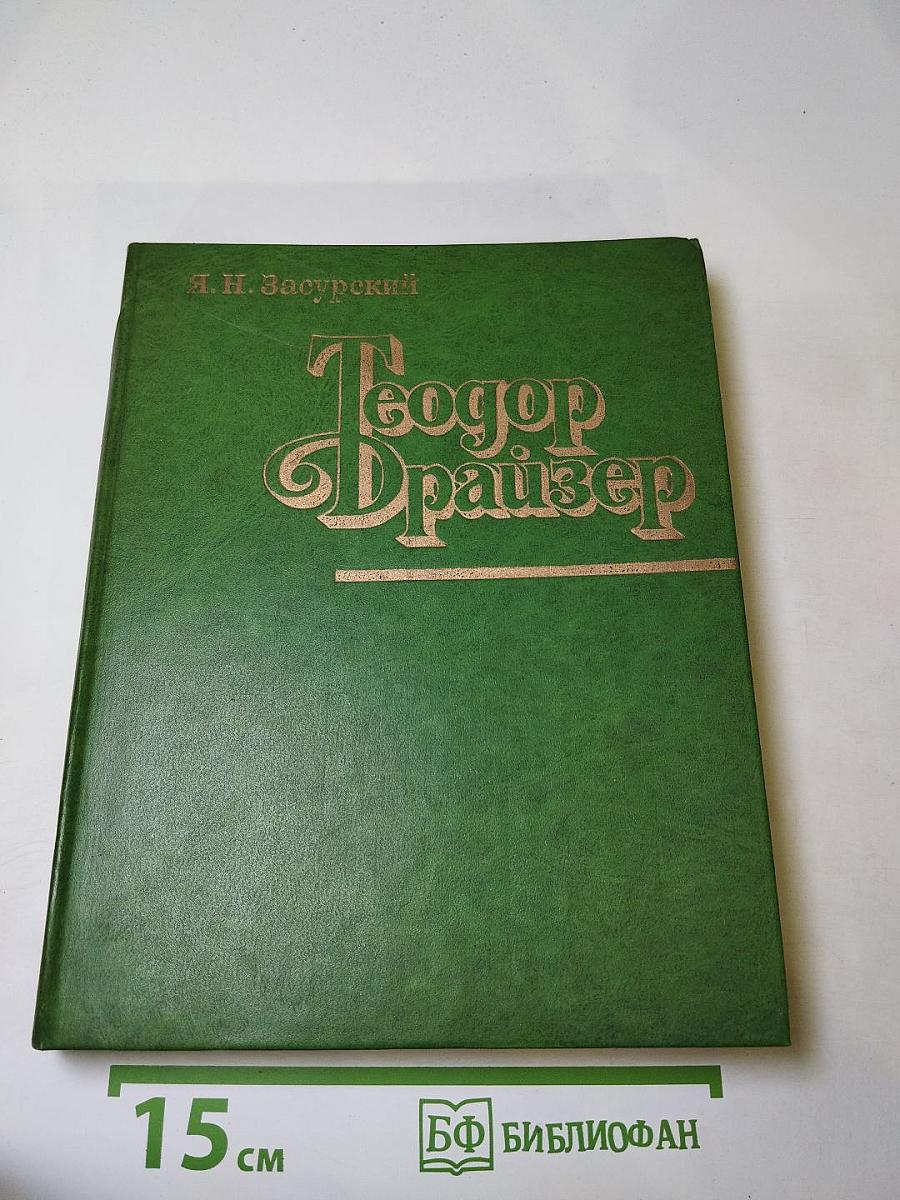 Я. Н. Засурский
Теодор
Драйзер
15 см
БФ БИБЛИОФАН